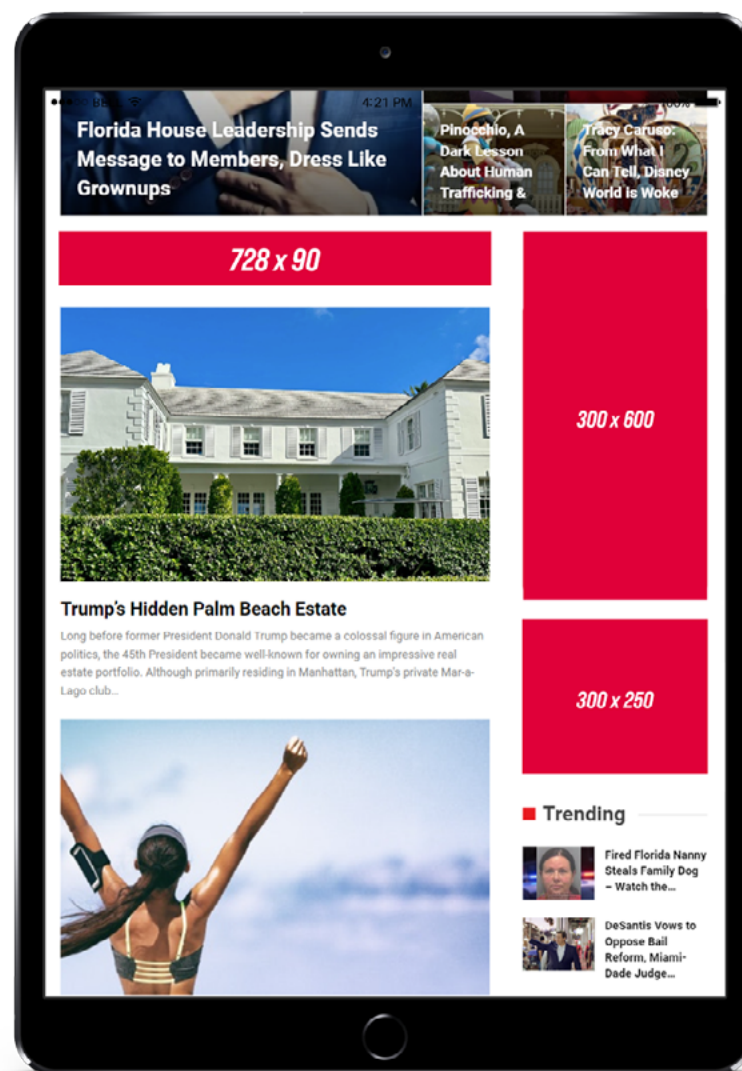 4:21 PM
100%
Florida House Leadership Sends
Message to Members, Dress Like
Grownups
Pinocchio, A
Dark Lesson
About Human
Trafficking &
Tracy Caruso:
From What I
Can Tell, Disney
World is Woke
728 x 90
300 x 600
Trump's Hidden Palm Beach Estate
Long before former President Donald Trump became a colossal figure in American
politics, the 45th President became well-known for owning an impressive real
estate portfolio. Although primarily residing in Manhattan, Trump's private Mar-a-
Lago club...
300 x 250
Trending
Fired Florida Nanny
Steals Family Dog
– Watch the...
DeSantis Vows to
Oppose Bail
Reform, Miami-
Dade Judge...